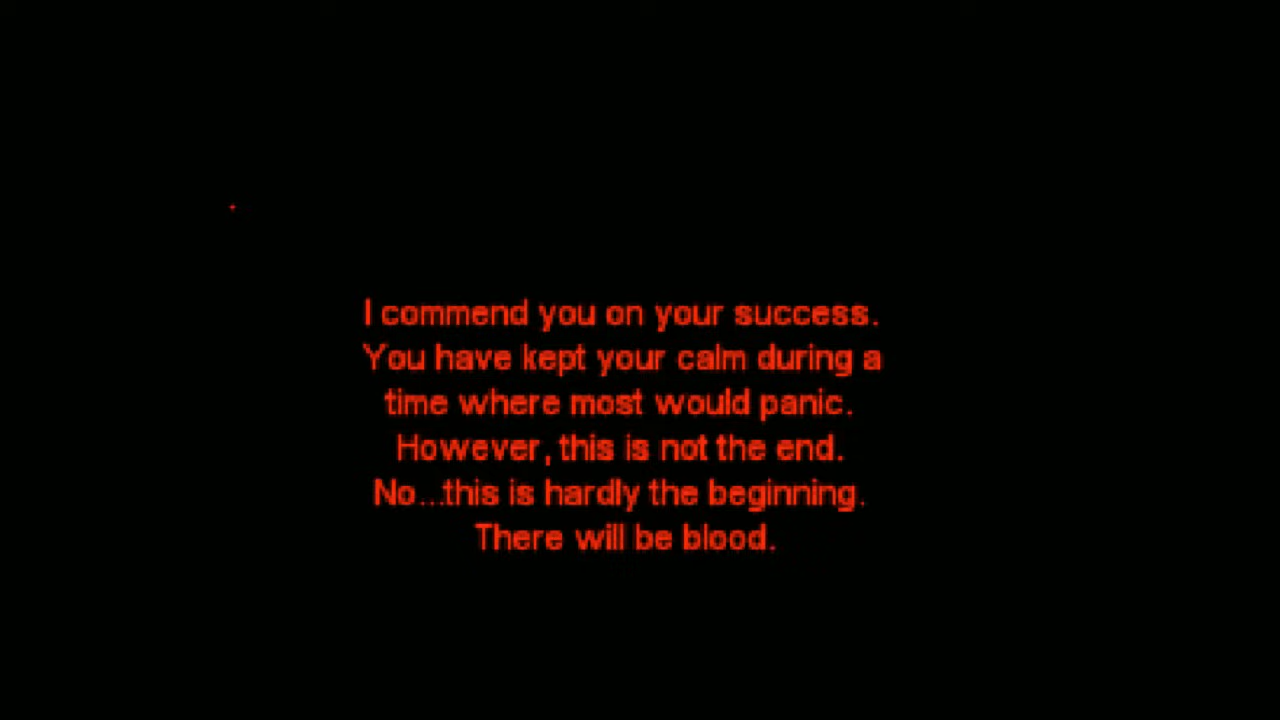 I commend you on your success.
You have kept your calm during a
time where most would panic.
However, this is not the end.
No...this is hardly the beginning.
There will be blood.